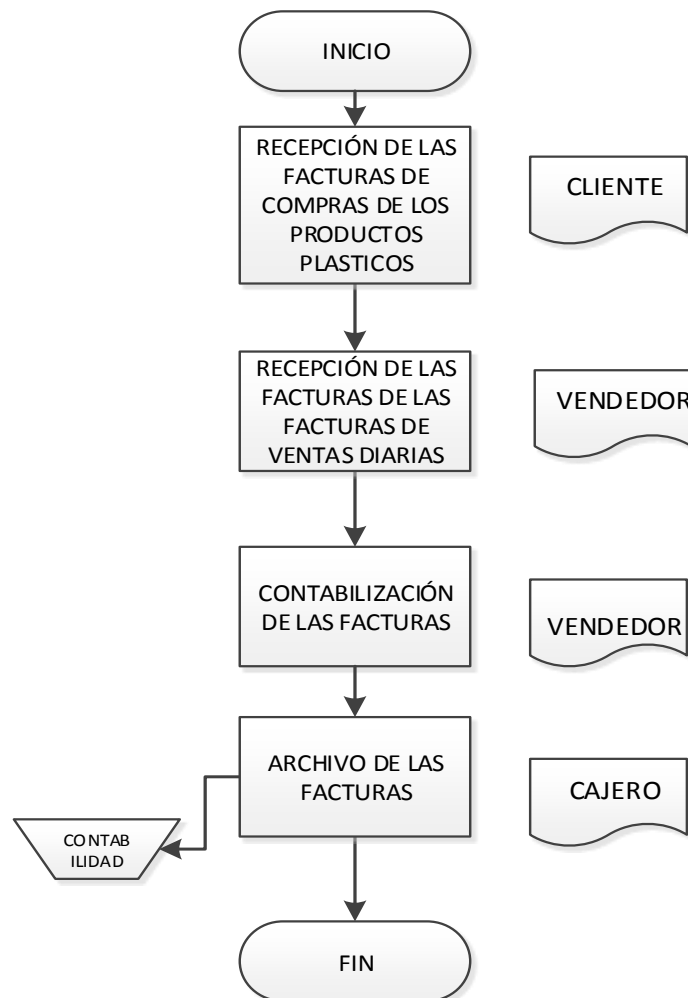 INICIO
RECEPCIÓN DE LAS
FACTURAS DE
COMPRAS DE LOS
PRODUCTOS
PLASTICOS
CLIENTE
RECEPCIÓN DE LAS
FACTURAS DE LAS
FACTURAS DE
VENTAS DIARIAS
VENDEDOR
CONTABILIZACIÓN
DE LAS FACTURAS
VENDEDOR
ARCHIVO DE LAS
FACTURAS
CAJERO
CONTAB
ILIDAD
FIN